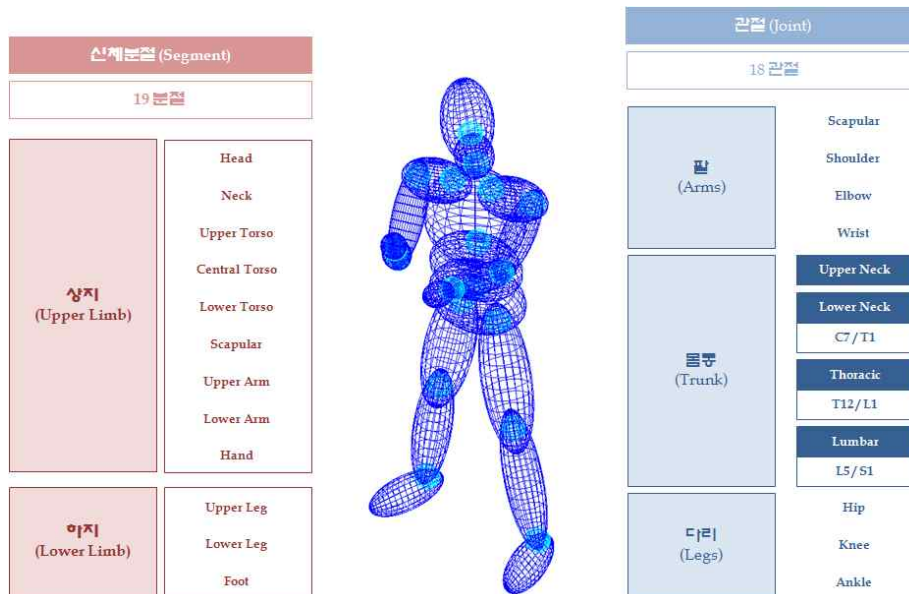 신체분절 (Segment)
19 분절
상지
(Upper Limb)
Head
Neck
Upper Torso
Central Torso
Lower Torso
Scapular
Upper Arm
Lower Arm
Hand
하지
(Lower Limb)
Upper Leg
Lower Leg
Foot
관절 (Joint)
18 관절
팔
(Arms)
Scapular
Shoulder
Elbow
Wrist
몸통
(Trunk)
Upper Neck
Lower Neck
C7 / T1
Thoracic
T12 / L1
Lumbar
L5 / S1
다리
(Legs)
Hip
Knee
Ankle